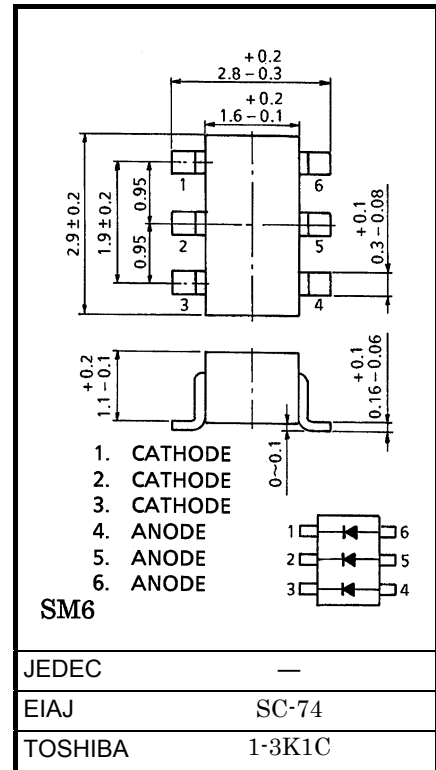 +0.2
2.8-0.3
+0.2
1.6-0.1
2.9±0.2
1.9±0.2
0.95
0.95
1
2
3
6
5
4
+0.1
0.3-0.08
+0.2
1.1-0.1
0~0.1
+0.1
0.16-0.06
1. CATHODE
2. CATHODE
3. CATHODE
4. ANODE
5. ANODE
6. ANODE
1 6
2 5
3 4
SM6
JEDEC —
EIAJ SC-74
TOSHIBA 1-3K1C